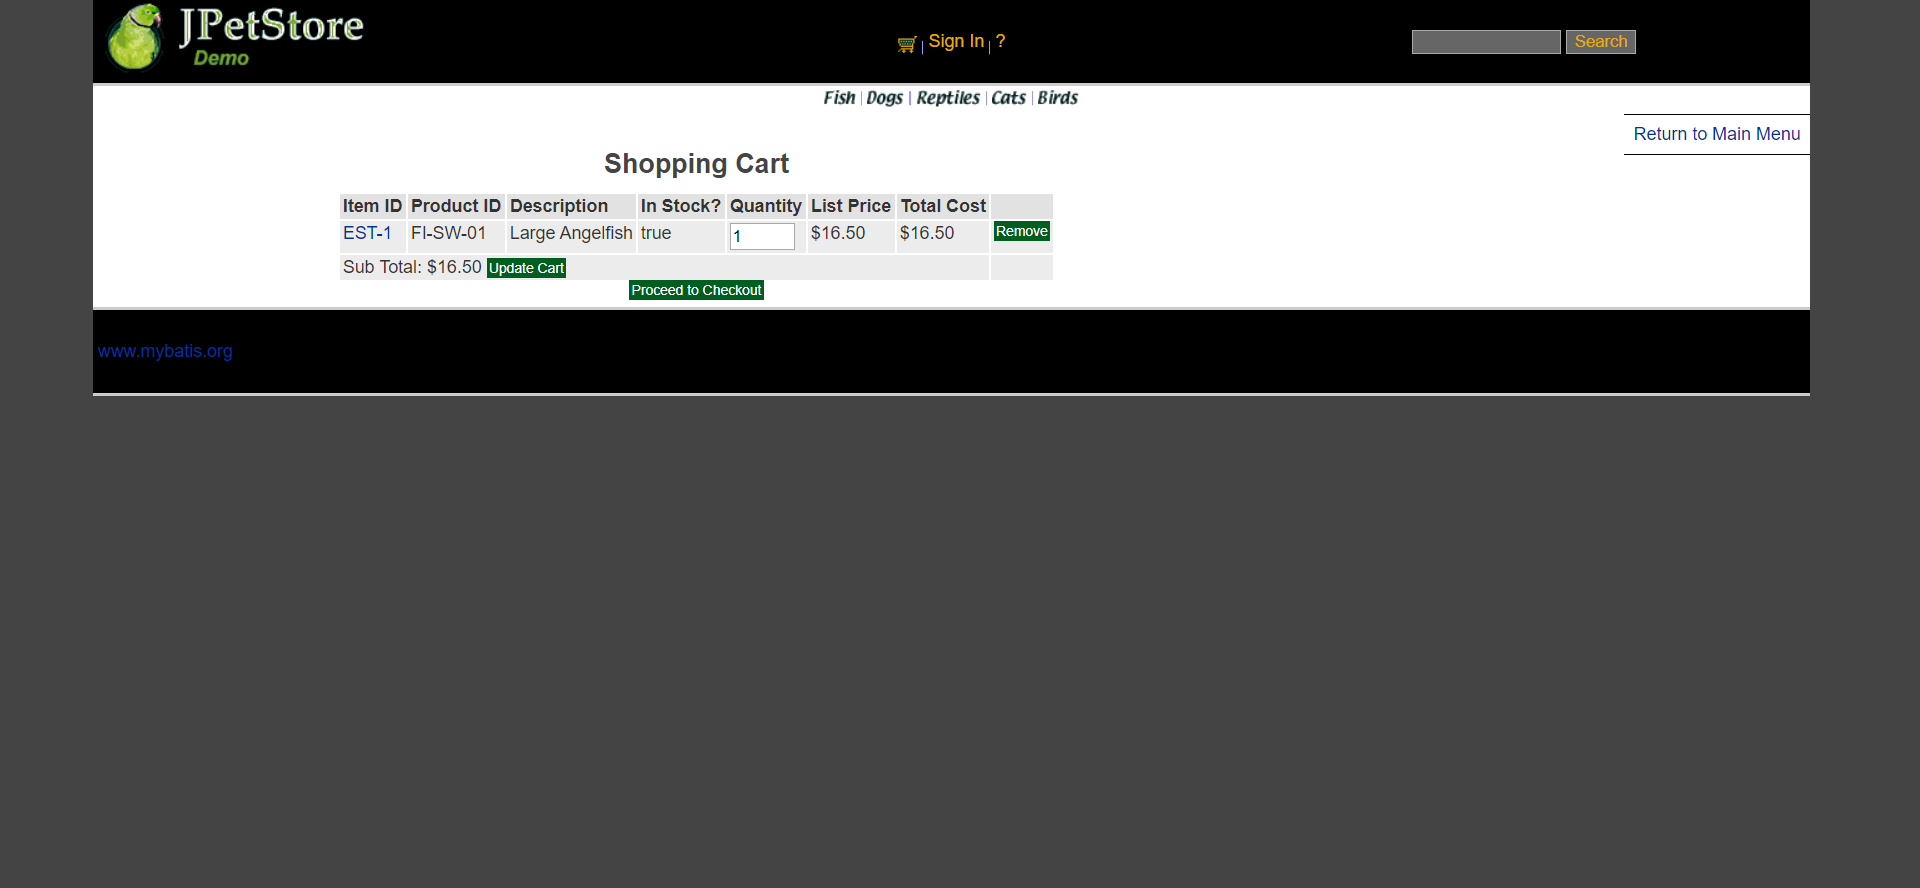 JPetStore
Demo
Sign In | ?
Search
Fish | Dogs | Reptiles | Cats | Birds
Return to Main Menu
Shopping Cart
Item ID Product ID Description In Stock? Quantity List Price Total Cost
EST-1 FI-SW-01 Large Angelfish true 1 $16.50 $16.50 Remove
Sub Total: $16.50 Update Cart
Proceed to Checkout
www.mybatis.org